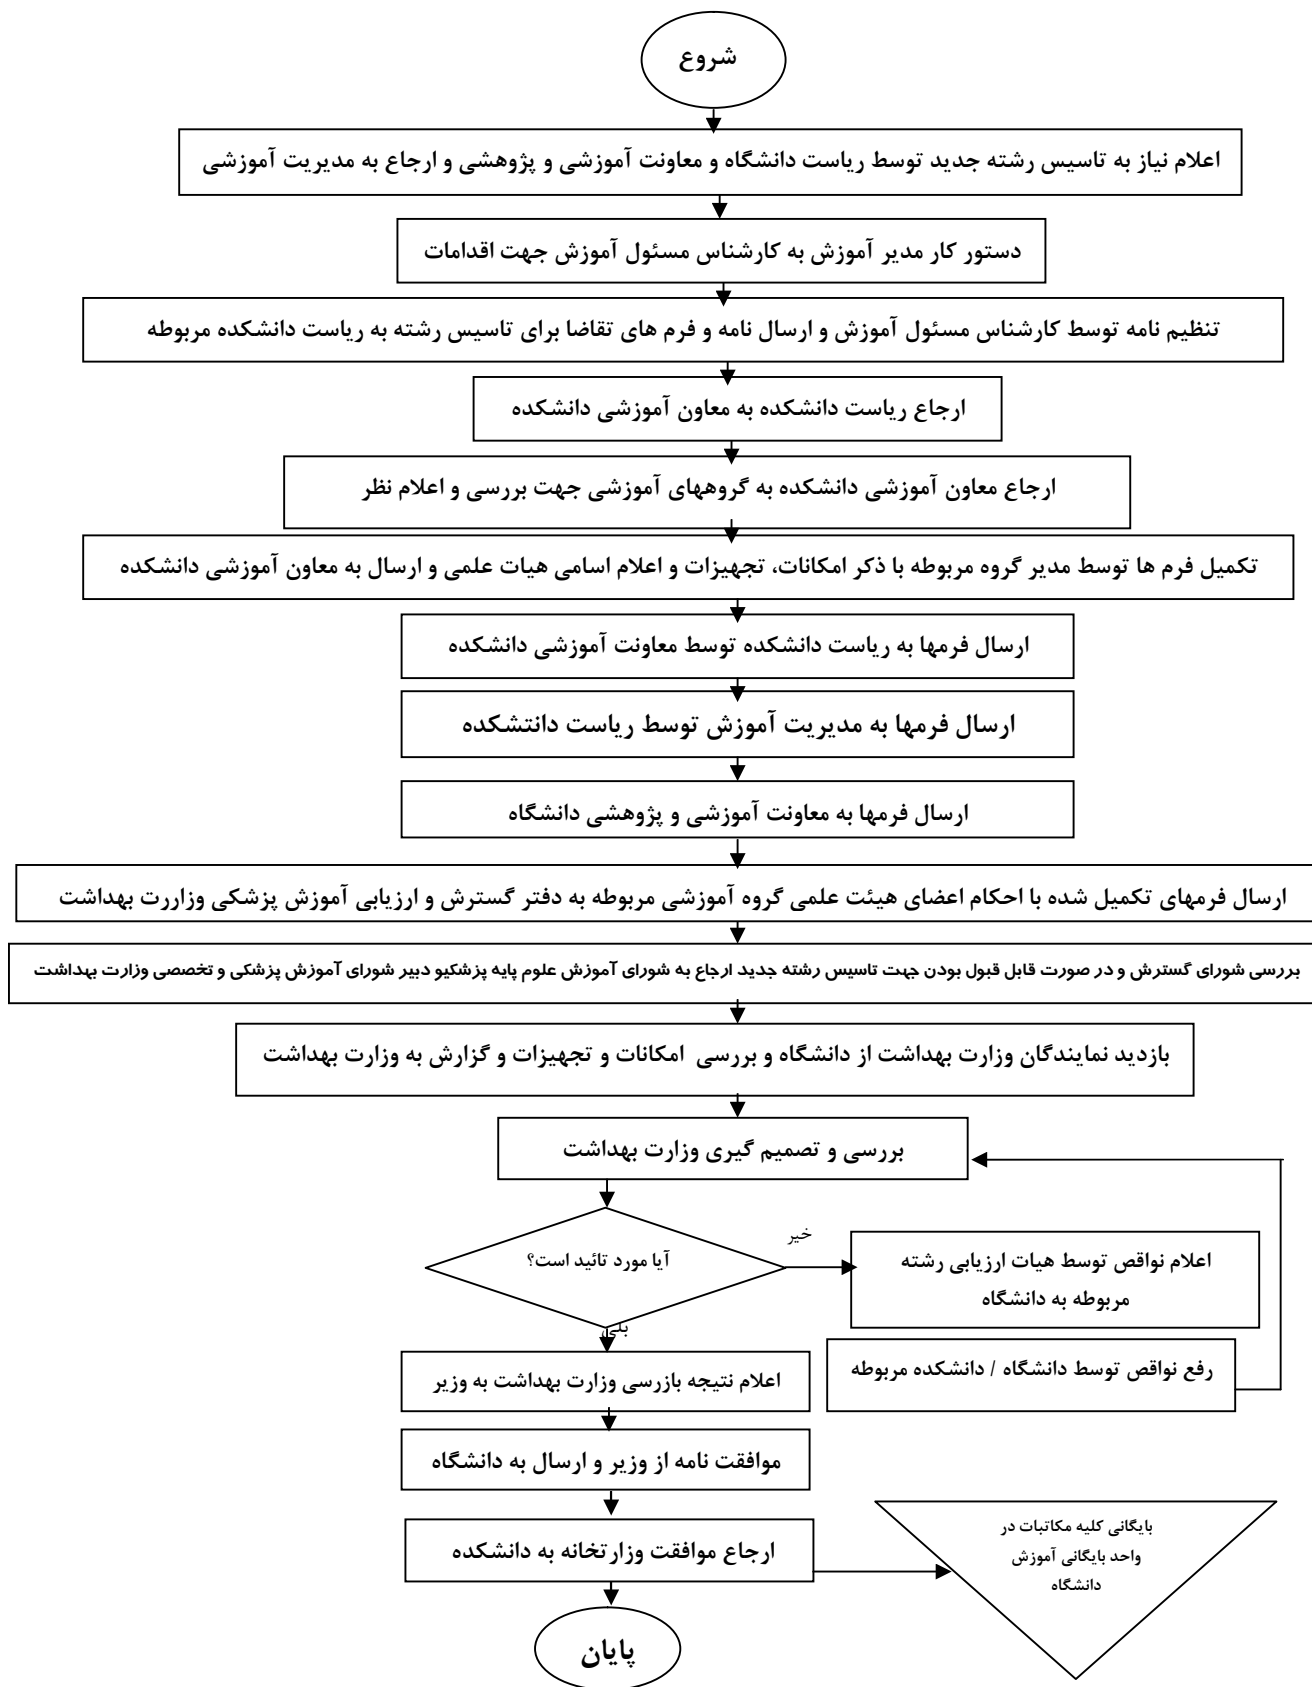 شروع
اعلام نیاز به تاسیس رشته جدید توسط ریاست دانشگاه و معاونت آموزشی و پژوهشی و ارجاع به مدیریت آموزشی
دستور کار مدیر آموزش به کارشناس مسئول آموزش جهت اقدامات
تنظیم نامه توسط کارشناس مسئول آموزش و ارسال نامه و فرم های تقاضا برای تاسیس رشته به ریاست دانشکده مربوطه
ارجاع ریاست دانشکده به معاون آموزشی دانشکده
ارجاع معاون آموزشی دانشکده به گروههای آموزشی جهت بررسی و اعلام نظر
تکمیل فرم ها توسط مدیر گروه مربوطه با ذکر امکانات، تجهیزات و اعلام اسامی هیات علمی و ارسال به معاون آموزشی دانشکده
ارسال فرمها به ریاست دانشکده توسط معاونت آموزشی دانشکده
ارسال فرمها به مدیریت آموزش توسط ریاست دانتشکده
ارسال فرمها به معاونت آموزشی و پژوهشی دانشگاه
ارسال فرمهای تکمیل شده با احکام اعضای هیئت علمی گروه آموزشی مربوطه به دفتر گسترش و ارزیابی آموزش پزشکی وزاررت بهداشت
بررسی شورای گسترش و در صورت قابل قبول بودن جهت تاسیس رشته جدید ارجاع به شورای آموزش علوم پایه پزشکیو دبیر شورای آموزش پزشکی و تخصصی وزارت بهداشت
بازدید نمایندگان وزارت بهداشت از دانشگاه و بررسی امکانات و تجهیزات و گزارش به وزارت بهداشت
بررسی و تصمیم گیری وزارت بهداشت
آیا مورد تائید است؟
خیر
اعلام نواقص توسط هیات ارزیابی رشته
مربوطه به دانشگاه
رفع نواقص توسط دانشگاه / دانشکده مربوطه
بلی
اعلام نتیجه بازرسی وزارت بهداشت به وزیر
موافقت نامه از وزیر و ارسال به دانشگاه
ارجاع موافقت وزارتخانه به دانشکده
بایگانی کلیه مکاتبات در
واحد بایگانی آموزش
دانشگاه
پایان